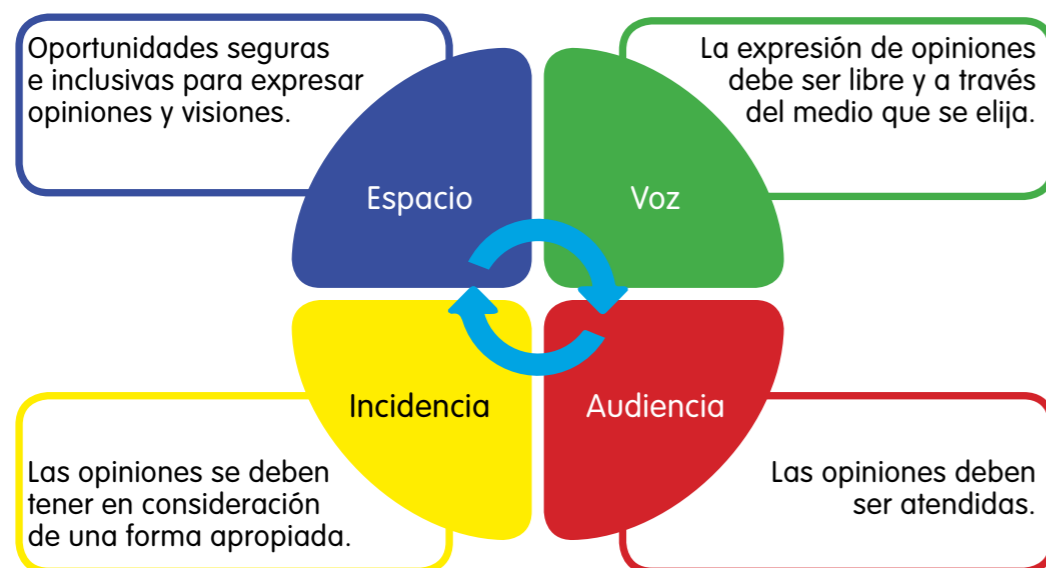 Oportunidades seguras
e inclusivas para expresar
opiniones y visiones.
La expresión de opiniones
debe ser libre y a través
del medio que se elija.
Espacio
Voz
Incidencia
Audiencia
Las opiniones se deben
tener en consideración
de una forma apropiada.
Las opiniones deben
ser atendidas.